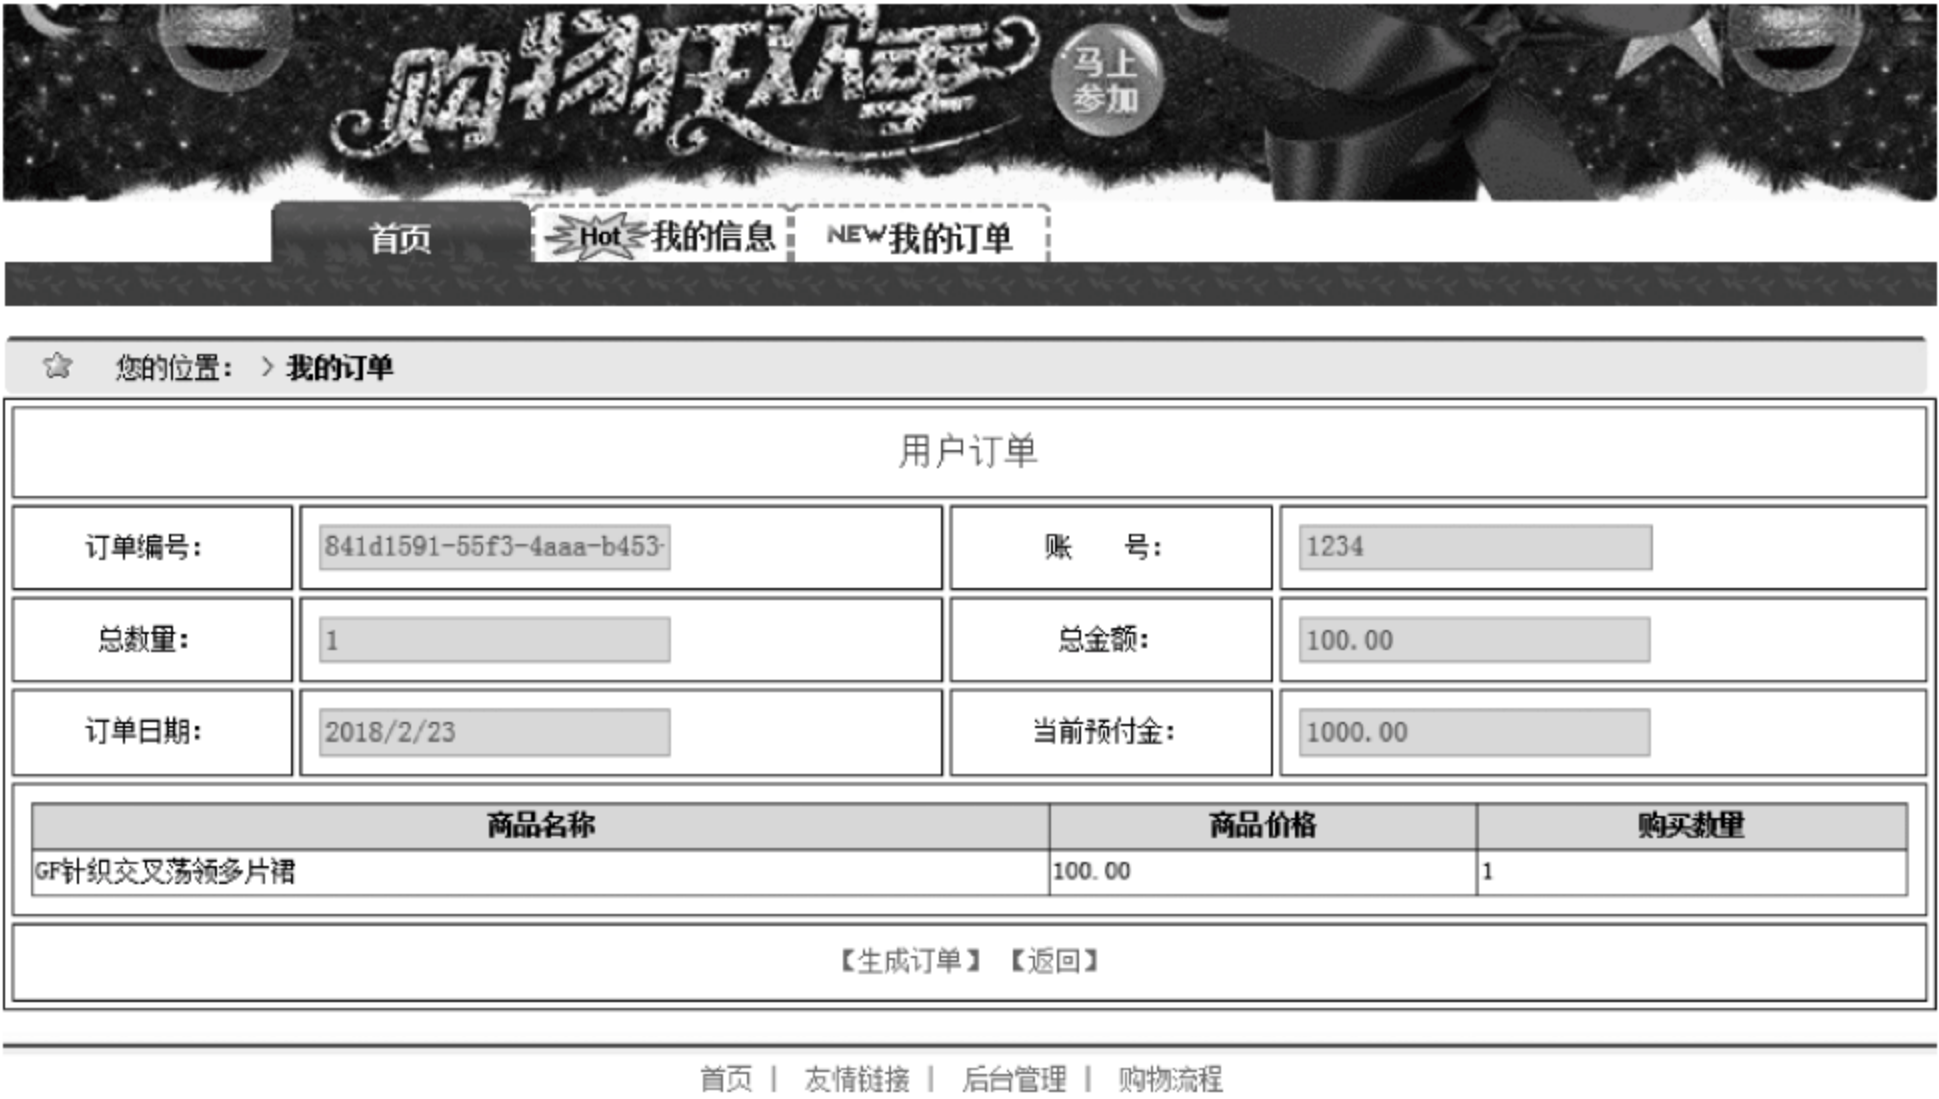 购物狂欢季
马上
参加
首页
Hot 我的信息
NEW 我的订单
您的位置: > 我的订单
用户订单
订单编号: 841d1591-55f3-4aaa-b453- 账 号: 1234
总数量: 1 总金额: 100.00
订单日期: 2018/2/23 当前预付金: 1000.00
商品名称 商品价格 购买数量
GF针织交叉荡领多片裙 100.00 1
【生成订单】 【返回】
首页 | 友情链接 | 后台管理 | 购物流程